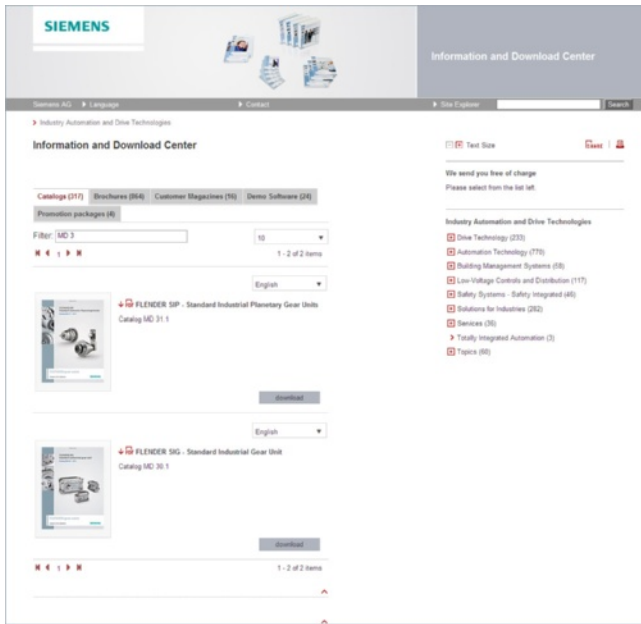 SIEMENS
Information and Download Center
Siemens AG Language Contact Site Explorer Search
Industry Automation and Drive Technologies
Information and Download Center
Text Size
We send you free of change
Please select from the list left.
Catalogs (317) Brochures (864) Customer Magazines (16) Demo Software (24)
Promotion packages (4)
Filter: MD 3 10
1 1 - 2 of 2 items
English
FLENDER SIP - Standard Industrial Planetary Gear Units
Catalog MD 31.1
download
English
FLENDER SIG - Standard Industrial Gear Unit
Catalog MD 30.1
download
1 1 - 2 of 2 items
Industry Automation and Drive Technologies
Drive Technology (233)
Automation Technology (770)
Building Management Systems (58)
Low-Voltage Controls and Distribution (117)
Safety Systems - Safety Integrated (46)
Solutions for Industries (262)
Services (36)
Totally Integrated Automation (3)
Topics (60)